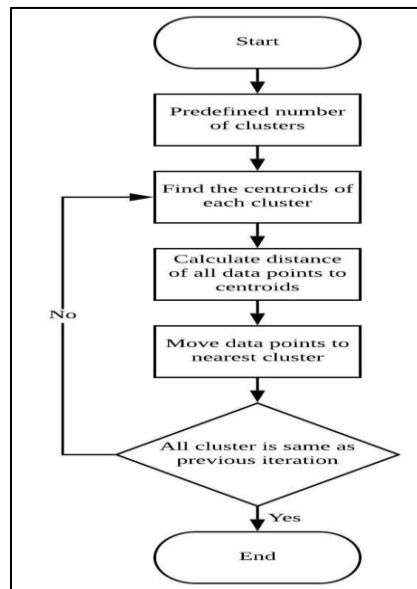 Start
Predefined number
of clusters
Find the centroids of
each cluster
Calculate distance
of all data points to
centroids
No
Move data points to
nearest cluster
All cluster is same as
previous iteration
Yes
End